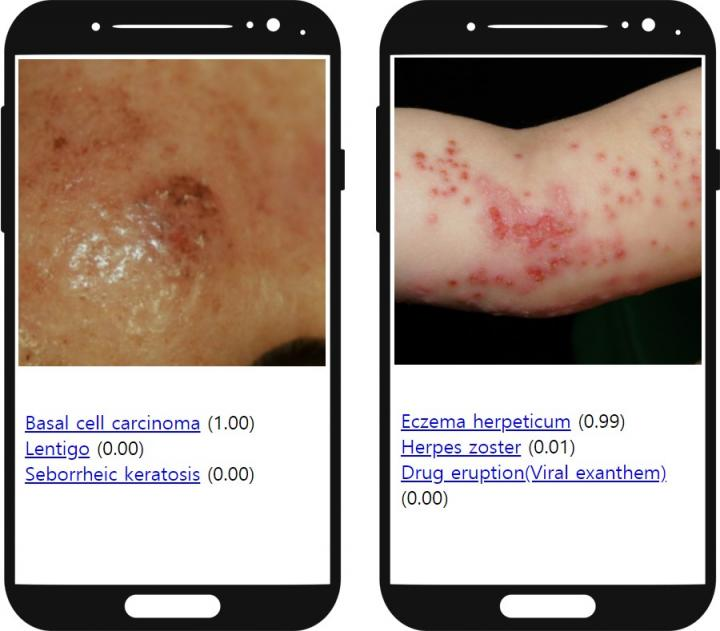 Basal cell carcinoma (1.00)
Lentigo (0.00)
Seborrheic keratosis (0.00)
Eczema herpeticum (0.99)
Herpes zoster (0.01)
Drug eruption(Viral exanthem)
(0.00)